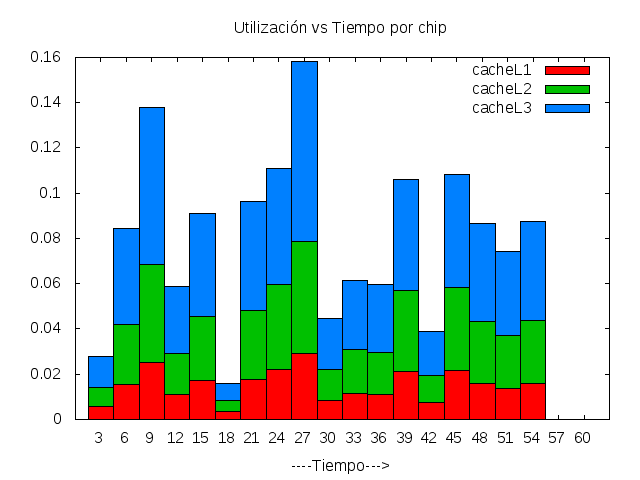 Utilización vs Tiempo por chip
0.16
0.14
0.12
0.1
0.08
0.06
0.04
0.02
0
cacheL1
cacheL2
cacheL3
3 6 9 12 15 18 21 24 27 30 33 36 39 42 45 48 51 54 57 60
----Tiempo--->